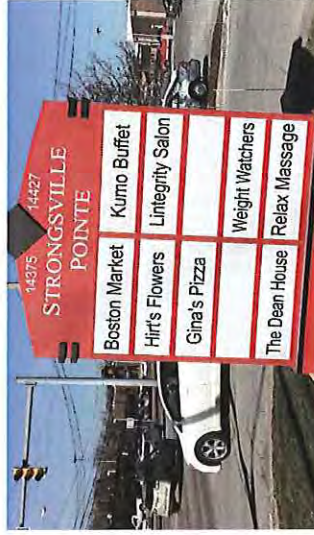 14375 14427
STRONGSVILLE
POINTE
Boston Market Kumo Buffet
Hirt's Flowers Lintegrity Salon
Gina's Pizza
Weight Watchers
The Dean House Relax Massage